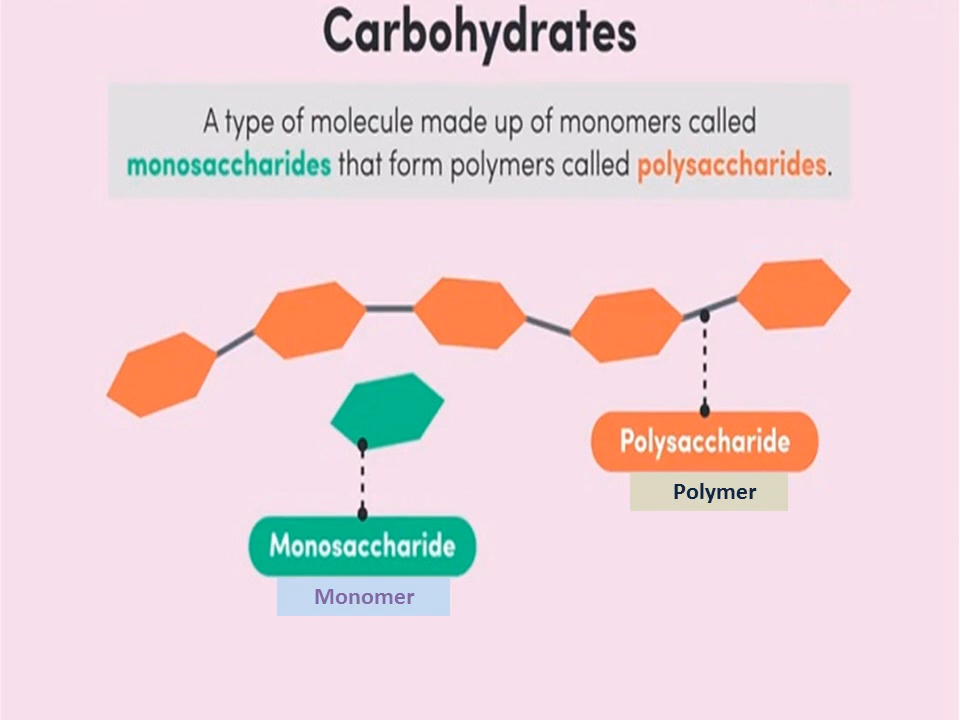 Carbohydrates
A type of molecule made up of monomers called
monosaccharides that form polymers called polysaccharides.
Polysaccharide
Polymer
Monosaccharide
Monomer